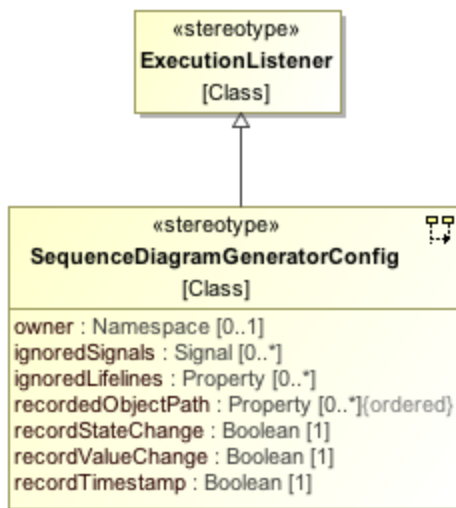 «stereotype»
ExecutionListener
[Class]
«stereotype»
SequenceDiagramGeneratorConfig
[Class]
owner : Namespace [0..1]
ignoredSignals : Signal [0..*]
ignoredLifelines : Property [0..*]
recordedObjectPath : Property [0..*]{ordered}
recordStateChange : Boolean [1]
recordValueChange : Boolean [1]
recordTimestamp : Boolean [1]